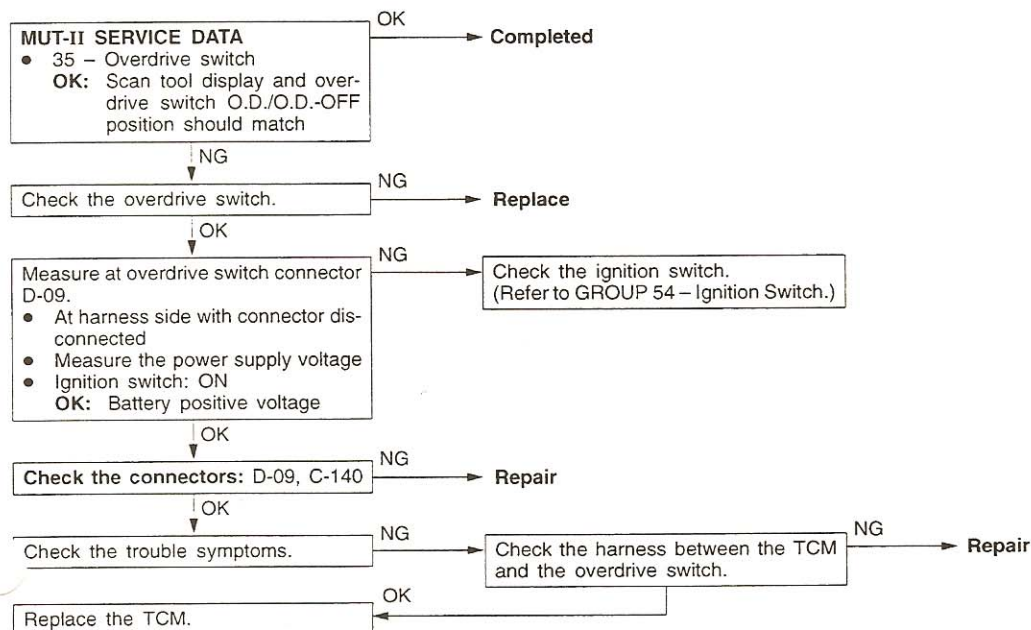 MUT-II SERVICE DATA
• 35 – Overdrive switch
OK: Scan tool display and over-
drive switch O.D./O.D.-OFF
position should match
OK
Completed
NG
Check the overdrive switch.
NG
Replace
OK
Measure at overdrive switch connector
D-09.
• At harness side with connector dis-
connected
• Measure the power supply voltage
• Ignition switch: ON
OK: Battery positive voltage
NG
Check the ignition switch.
(Refer to GROUP 54 – Ignition Switch.)
OK
Check the connectors: D-09, C-140
NG
Repair
OK
Check the trouble symptoms.
NG
Check the harness between the TCM
and the overdrive switch.
NG
Repair
OK
Replace the TCM.